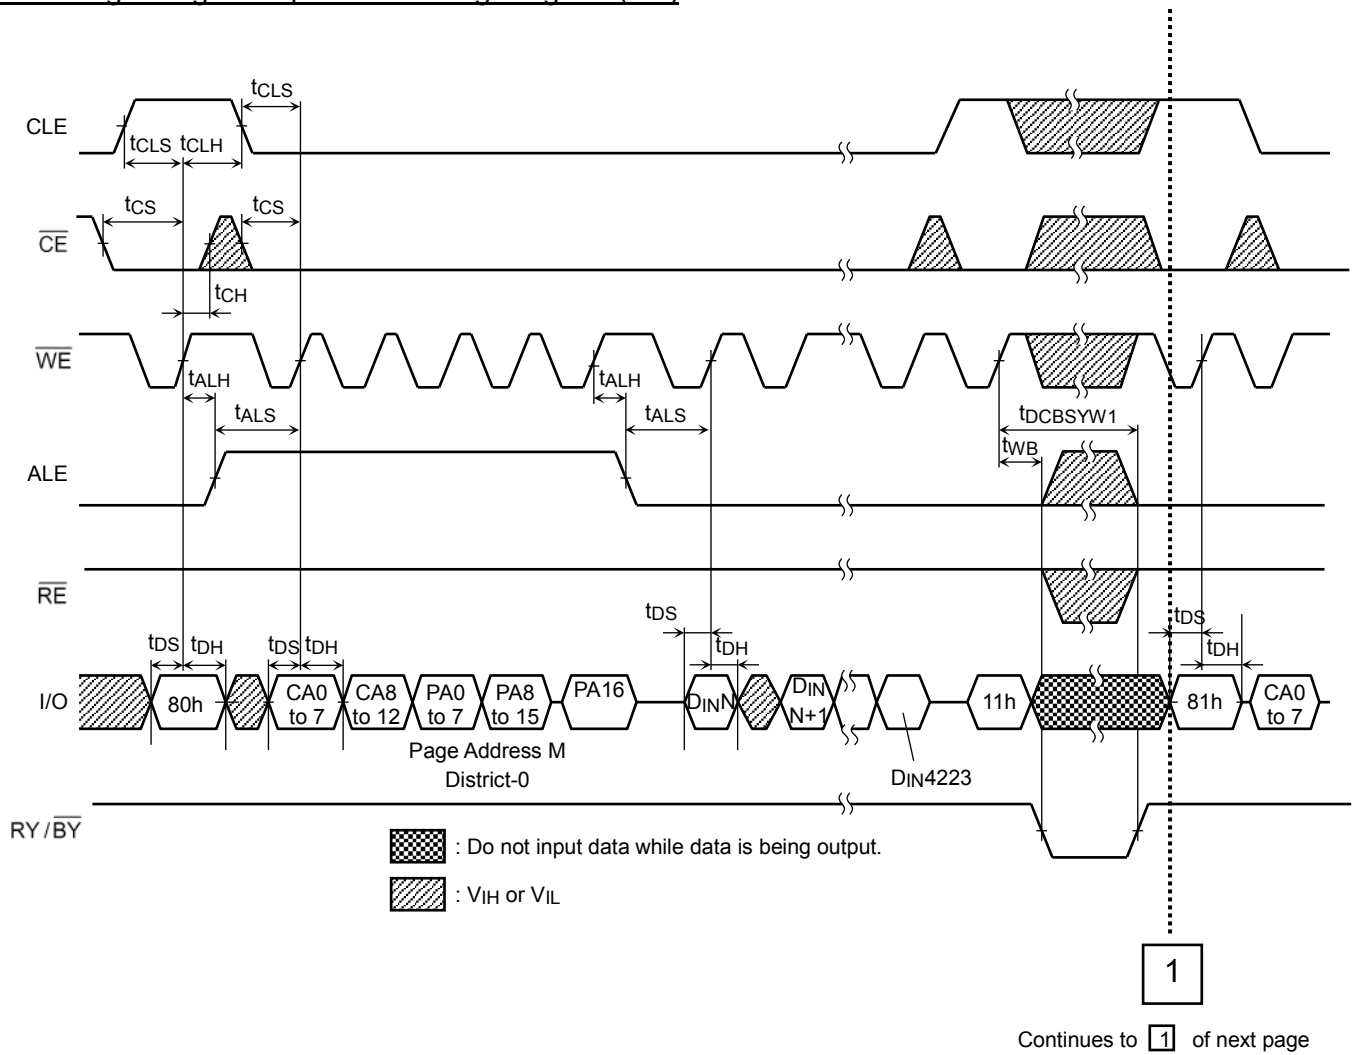 tCLS
CLE
tCLS tCLH
tCS tCS
CE
tCH
WE
tALH tALH
tALS tALS tDCBSYW1
tWB
ALE
RE
tDS tDS
tDS tDH tDS tDH tDH tDH
I/O 80h CA0 to 7 CA8 to 12 PA0 to 7 PA8 to 15 PA16 DINN DIN N+1 11h 81h CA0 to 7
Page Address M
District-0
DIN4223
RY/BY
: Do not input data while data is being output.
: VIH or VIL
1
Continues to 1 of next page